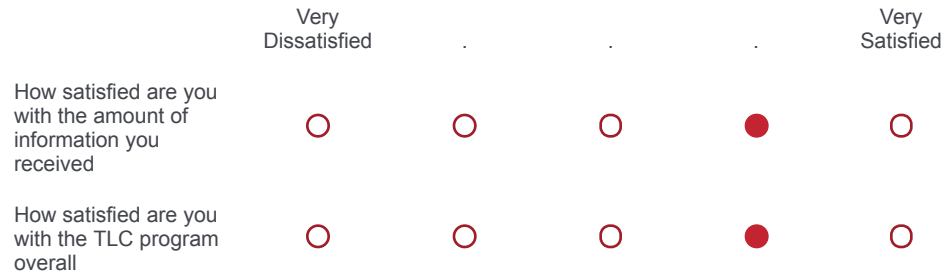 Very
Dissatisfied . . . Very
Satisfied
How satisfied are you
with the amount of
information you
received
How satisfied are you
with the TLC program
overall